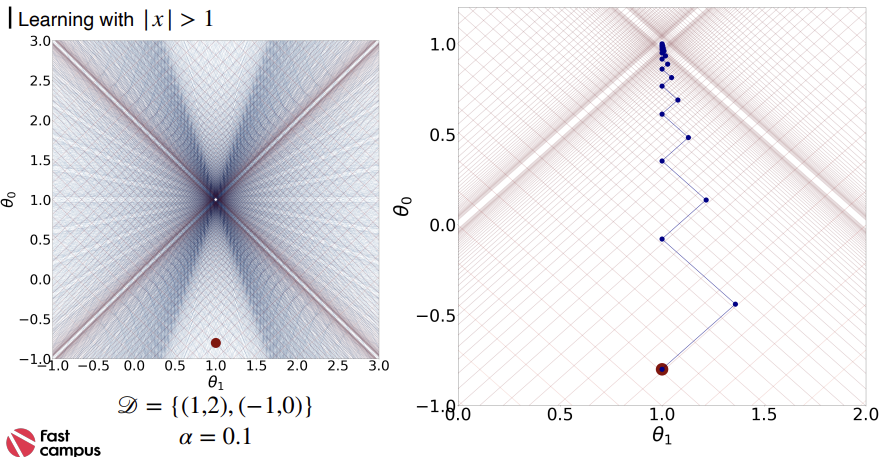 Learning with |x| > 1
3.0
2.5
2.0
1.5
1.0
0.5
0.0
−0.5
−1.0
θ₀
−1.0 −0.5 0.0 0.5 1.0 1.5 2.0 2.5 3.0
θ₁
𝒟 = {(1,2), (−1,0)}
α = 0.1
Fast
campus
1.0
0.5
0.0
−0.5
−1.0
θ₀
0.0 0.5 1.0 1.5 2.0
θ₁